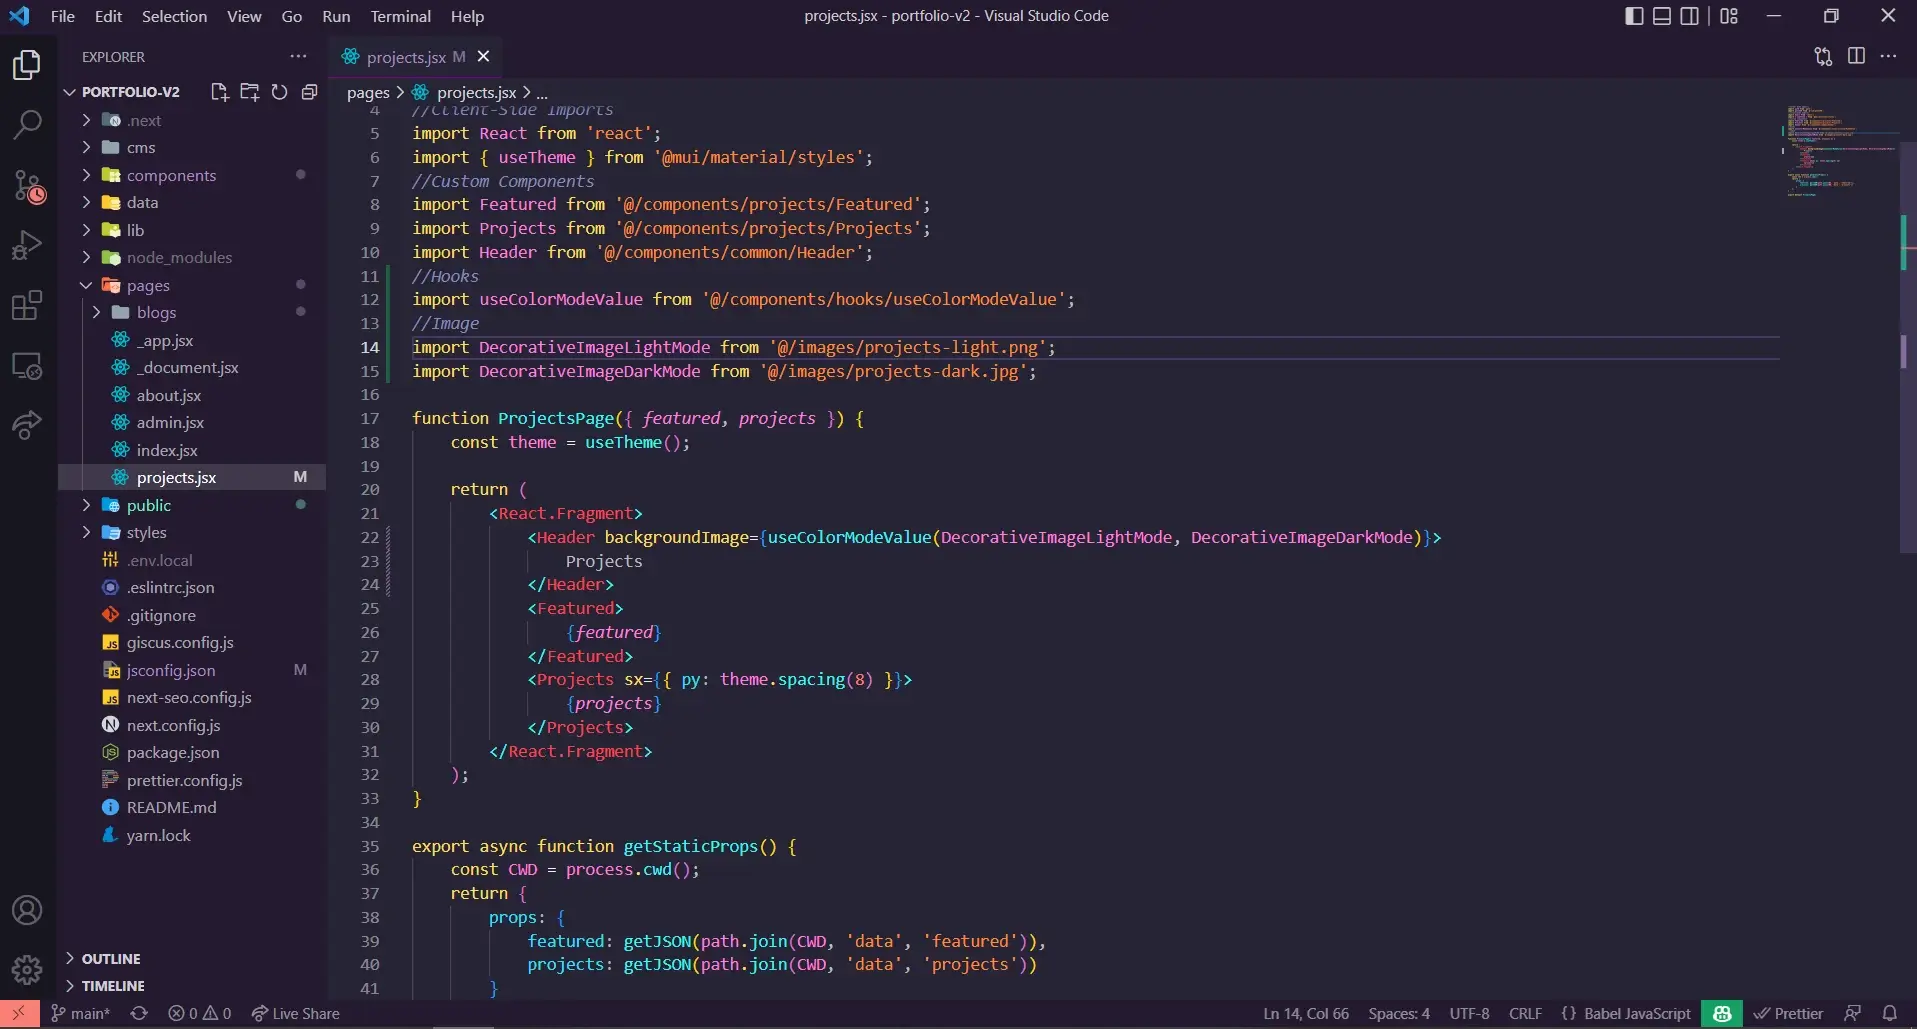 File Edit Selection View Go Run Terminal Help
projects.jsx - portfolio-v2 - Visual Studio Code
EXPLORER
PORTFOLIO-V2
.next
cms
components
data
lib
node_modules
pages
blogs
_app.jsx
_document.jsx
about.jsx
admin.jsx
index.jsx
projects.jsx M
public
styles
.env.local
.eslintrc.json
.gitignore
giscus.config.js
jsconfig.json M
next-seo.config.js
next.config.js
package.json
prettier.config.js
README.md
yarn.lock
OUTLINE
TIMELINE
projects.jsx M
pages > projects.jsx > ...
4 //Client-Side Imports
5 import React from 'react';
6 import { useTheme } from '@mui/material/styles';
7 //Custom Components
8 import Featured from '@/components/projects/Featured';
9 import Projects from '@/components/projects/Projects';
10 import Header from '@/components/common/Header';
11 //Hooks
12 import useColorModeValue from '@/components/hooks/useColorModeValue';
13 //Image
14 import DecorativeImageLightMode from '@/images/projects-light.png';
15 import DecorativeImageDarkMode from '@/images/projects-dark.jpg';
16
17 function ProjectsPage({ featured, projects }) {
18 const theme = useTheme();
19
20 return (
21 <React.Fragment>
22 <Header backgroundImage={useColorModeValue(DecorativeImageLightMode, DecorativeImageDarkMode)}>
23 Projects
24 </Header>
25 <Featured>
26 {featured}
27 </Featured>
28 <Projects sx={{ py: theme.spacing(8) }}>
29 {projects}
30 </Projects>
31 </React.Fragment>
32 );
33 }
34
35 export async function getStaticProps() {
36 const CWD = process.cwd();
37 return {
38 props: {
39 featured: getJSON(path.join(CWD, 'data', 'featured')),
40 projects: getJSON(path.join(CWD, 'data', 'projects'))
41 }
main* 0 0 Live Share
Ln 14, Col 66 Spaces: 4 UTF-8 CRLF {} Babel JavaScript Prettier